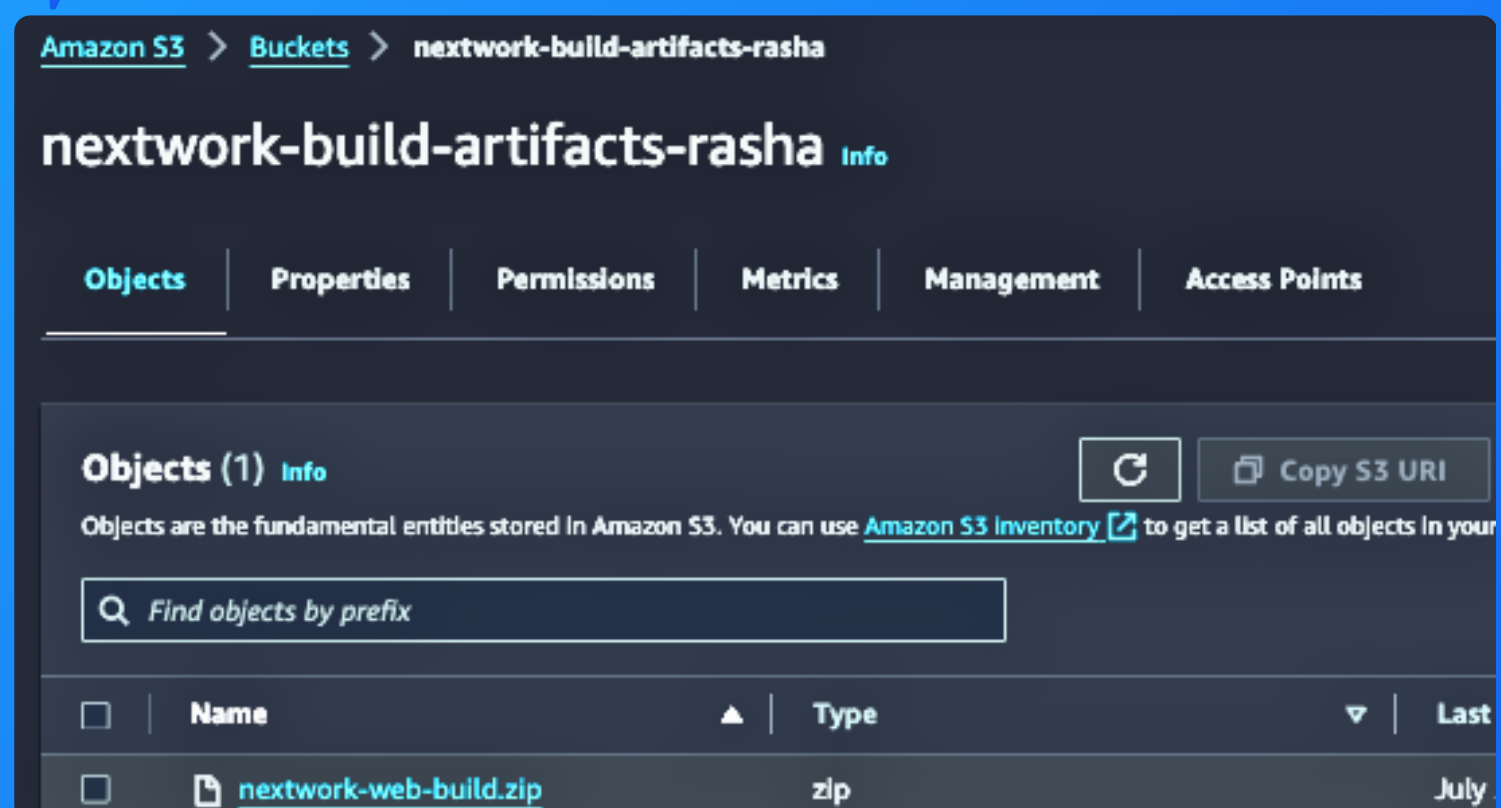 Amazon S3 > Buckets > nextwork-build-artifacts-rasha
nextwork-build-artifacts-rasha Info
Objects Properties Permissions Metrics Management Access Points
Objects (1) Info
Copy S3 URI
Objects are the fundamental entities stored in Amazon S3. You can use Amazon S3 inventory to get a list of all objects in your
Find objects by prefix
Name Type Last
nextwork-web-build.zip zip July